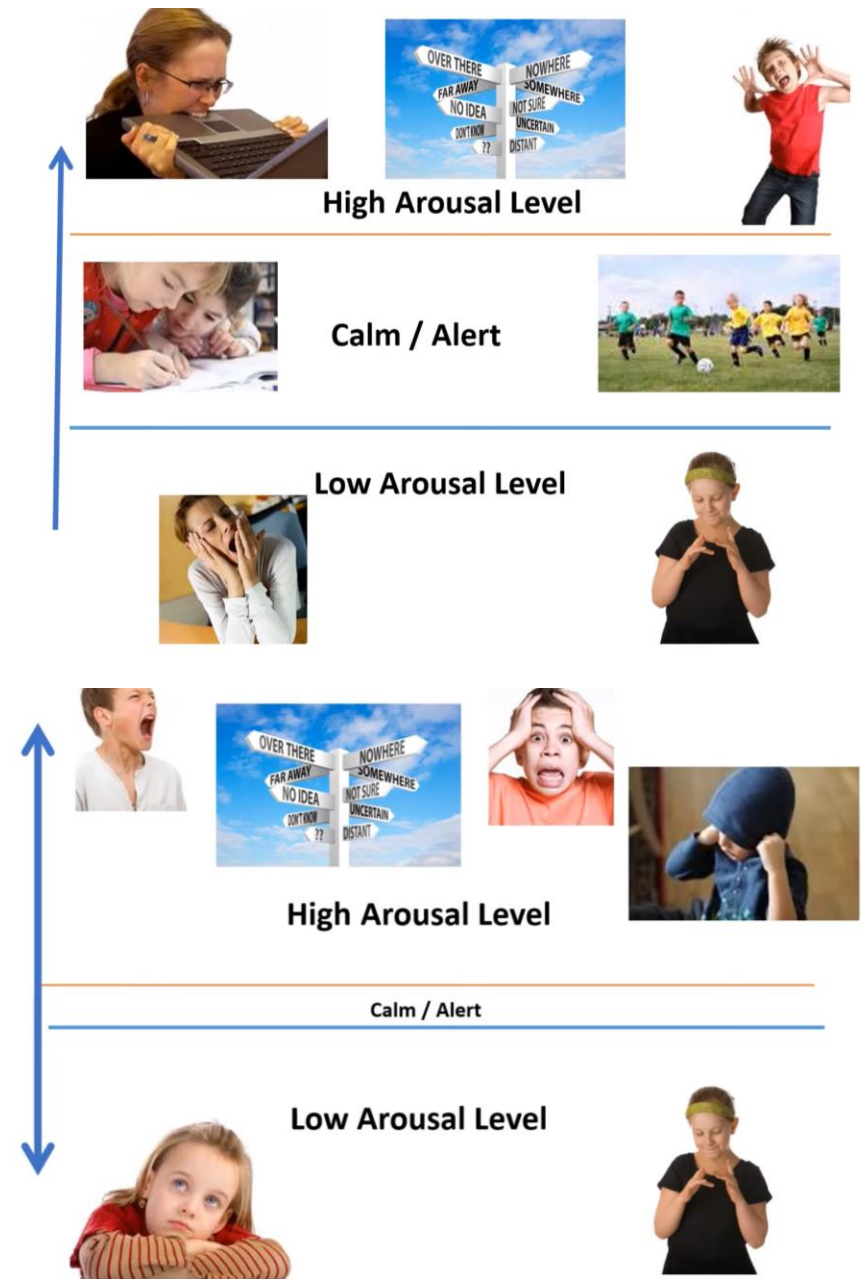 OVER THERE
NOWHERE
FAR AWAY
SOMEWHERE
NO IDEA
NOT SURE
DON'T KNOW
UNCERTAIN
??
DISTANT
High Arousal Level
Calm / Alert
Low Arousal Level
OVER THERE
NOWHERE
FAR AWAY
SOMEWHERE
NO IDEA
NOT SURE
DON'T KNOW
UNCERTAIN
??
DISTANT
High Arousal Level
Calm / Alert
Low Arousal Level